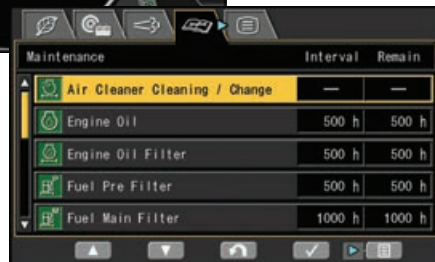 Maintenance Interval Remain
Air Cleaner Cleaning / Change — —
Engine Oil 500 h 500 h
Engine Oil Filter 500 h 500 h
Fuel Pre Filter 500 h 500 h
Fuel Main Filter 1000 h 1000 h